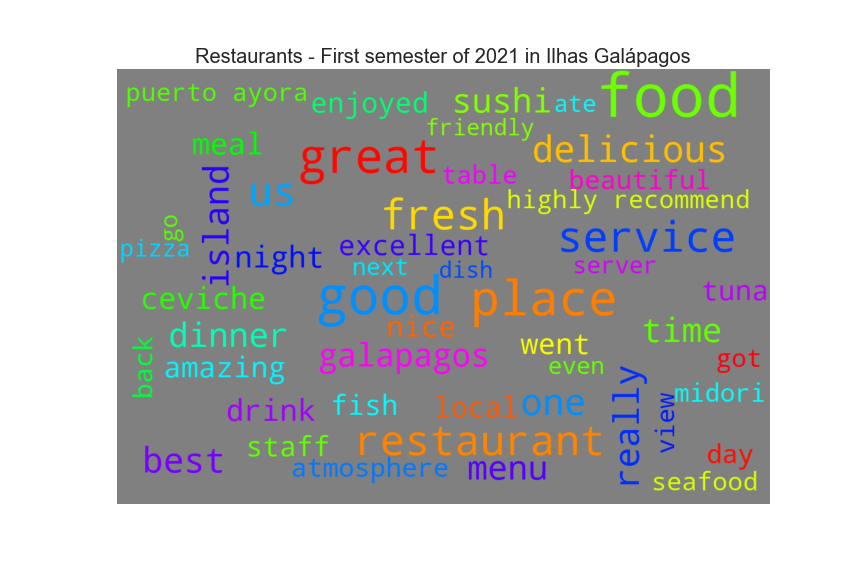 Restaurants - First semester of 2021 in Ilhas Galápagos
puerto ayora
enjoyed
sushi
ate
food
friendly
meal
great
delicious
table
beautiful
us
island
fresh
highly recommend
go
pizza
night
excellent
service
next
dish
server
ceviche
good
place
tuna
dinner
nice
time
back
amazing
galapagos
went
even
got
drink
fish
local
one
really
view
midori
best
staff
restaurant
atmosphere
menu
day
seafood